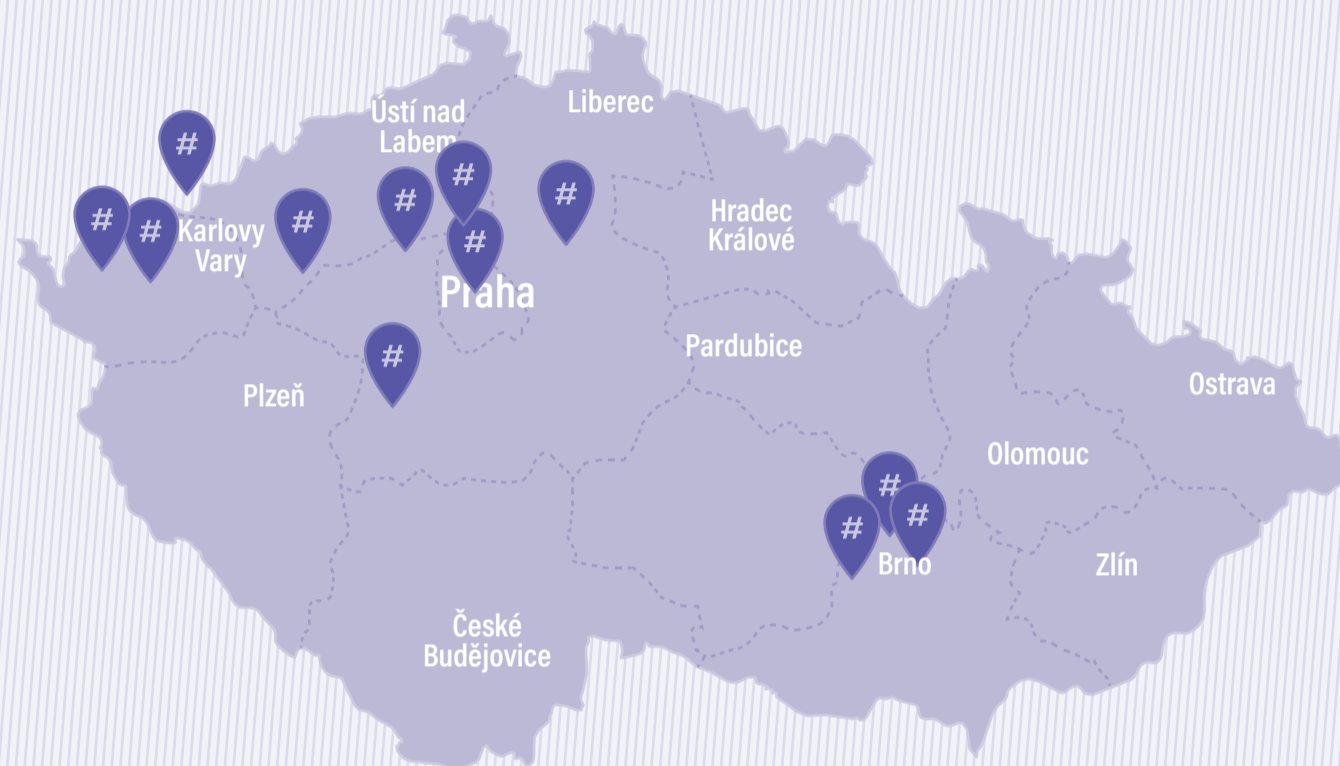 Ústí nad
Labem
Liberec
#
#
#
#
#
#
#
#
Karlovy
Vary
Hradec
Králové
#
Praha
Pardubice
#
Plzeň
Ostrava
Olomouc
#
#
#
Brno
Zlín
České
Budějovice